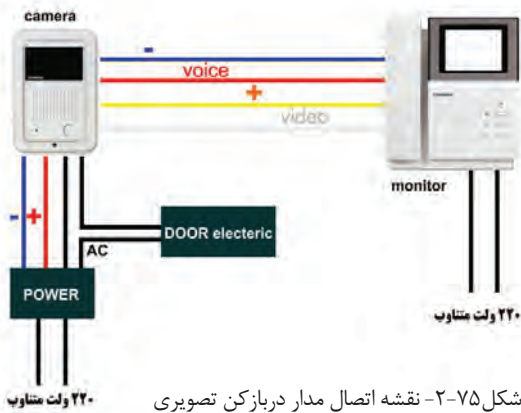 camera
-
voice
+
video
monitor
- +
DOOR electeric
AC
POWER
۲۲۰ ولت متناوب
۲۲۰ ولت متناوب
شکل۷۵-۲- نقشه اتصال مدار دربازکن تصویری